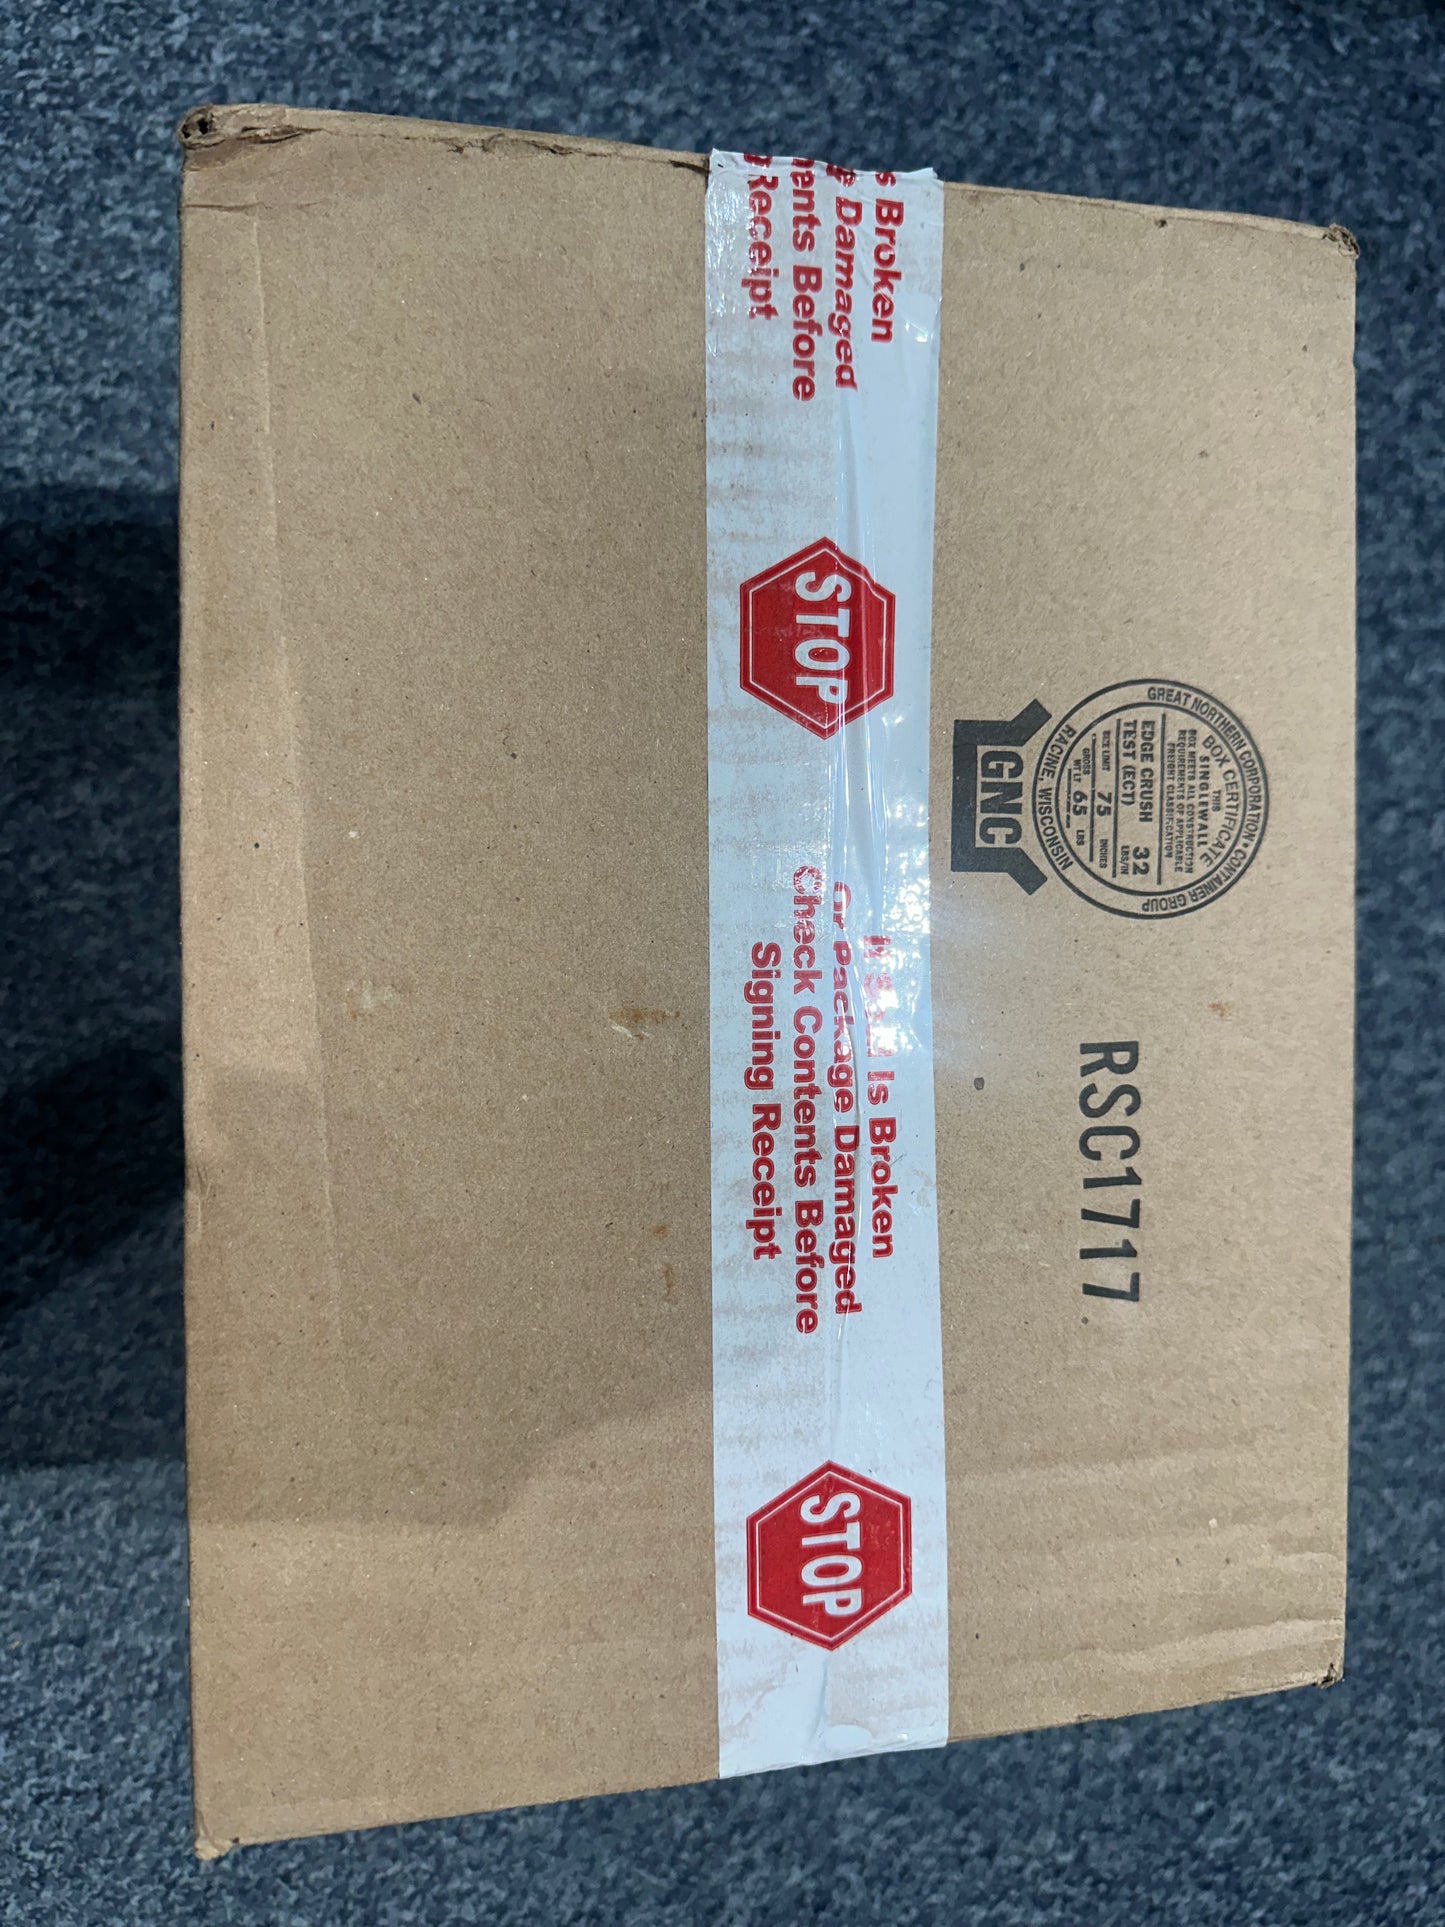 s Broken
Damaged
ents Before
Receipt
STOP
Is Broken
Or Package Damaged
Check Contents Before
Signing Receipt
STOP
GREAT NORTHERN CORPORATION • CONTAINER GROUP
BOX CERTIFICATE
THIS
SINGLEWALL
BOX MEETS ALL CONSTRUCTION
REQUIREMENTS OF APPLICABLE
FREIGHT CLASSIFICATION
EDGE CRUSH
TEST (ECT) 32 LBS/IN
SIZE LIMIT 75 INCHES
GROSS
WT LT 65 LBS
RACINE, WISCONSIN
GNC
RSC1717